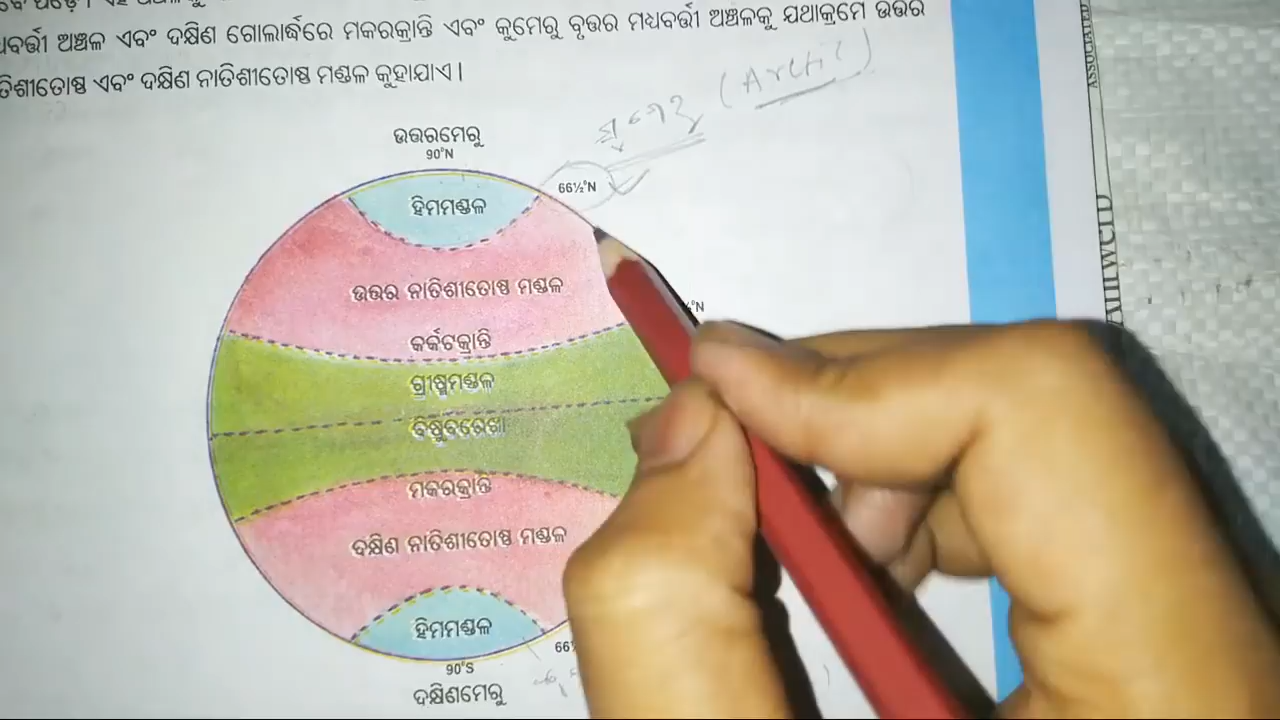 ଧବର୍ତ୍ତୀ ଅଞ୍ଚଳ ଏବଂ ଦକ୍ଷିଣ ଗୋଲାର୍ଦ୍ଧରେ ମକରକ୍ରାନ୍ତି ଏବଂ କୁମେରୁ ବୃତ୍ତର ମଧ୍ୟବର୍ତ୍ତୀ ଅଞ୍ଚଳକୁ ଯଥାକ୍ରମେ ଉତ୍ତର
ତିଶୀତୋଷ୍ଣ ଏବଂ ଦକ୍ଷିଣ ନାତିଶୀତୋଷ୍ଣ ମଣ୍ଡଳ କୁହାଯାଏ।
(Arctic)
ଉତ୍ତରମେରୁ
90°N
66½°N
ହିମମଣ୍ଡଳ
ଉତ୍ତର ନାତିଶୀତୋଷ୍ଣ ମଣ୍ଡଳ
କର୍କଟକ୍ରାନ୍ତି
ଗ୍ରୀଷ୍ମମଣ୍ଡଳ
ବିଷୁବରେଖା
ମକରକ୍ରାନ୍ତି
ଦକ୍ଷିଣ ନାତିଶୀତୋଷ୍ଣ ମଣ୍ଡଳ
ହିମମଣ୍ଡଳ
90°S
ଦକ୍ଷିଣମେରୁ
ASSOCIATED